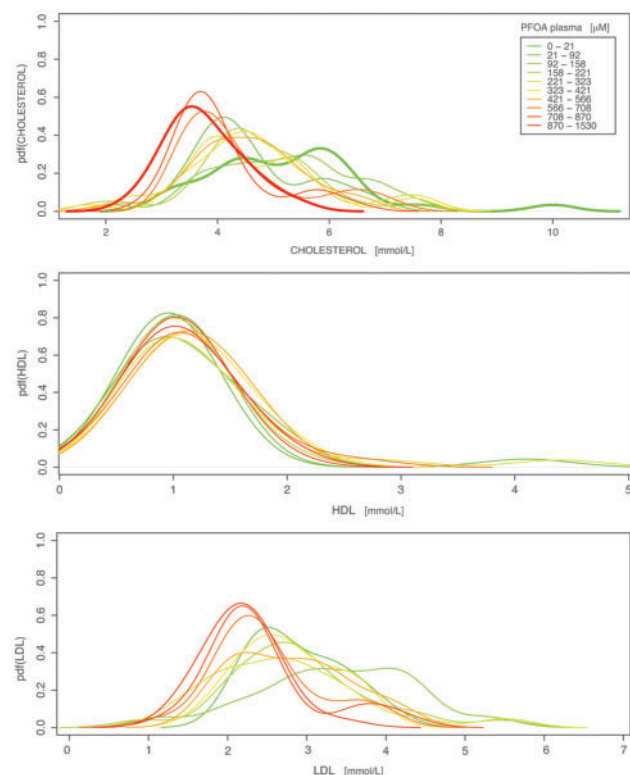 PFOA plasma [µM]
0 – 21
21 – 92
92 – 158
158 – 221
221 – 323
323 – 421
421 – 566
566 – 708
708 – 870
870 – 1530
pdf(CHOLESTEROL)
1.0
0.8
0.6
0.4
0.2
0.0
2 4 6 8 10
CHOLESTEROL [mmol/L]
pdf(HDL)
1.0
0.8
0.6
0.4
0.2
0.0
0 1 2 3 4 5
HDL [mmol/L]
pdf(LDL)
1.0
0.8
0.6
0.4
0.2
0.0
0 1 2 3 4 5 6 7
LDL [mmol/L]